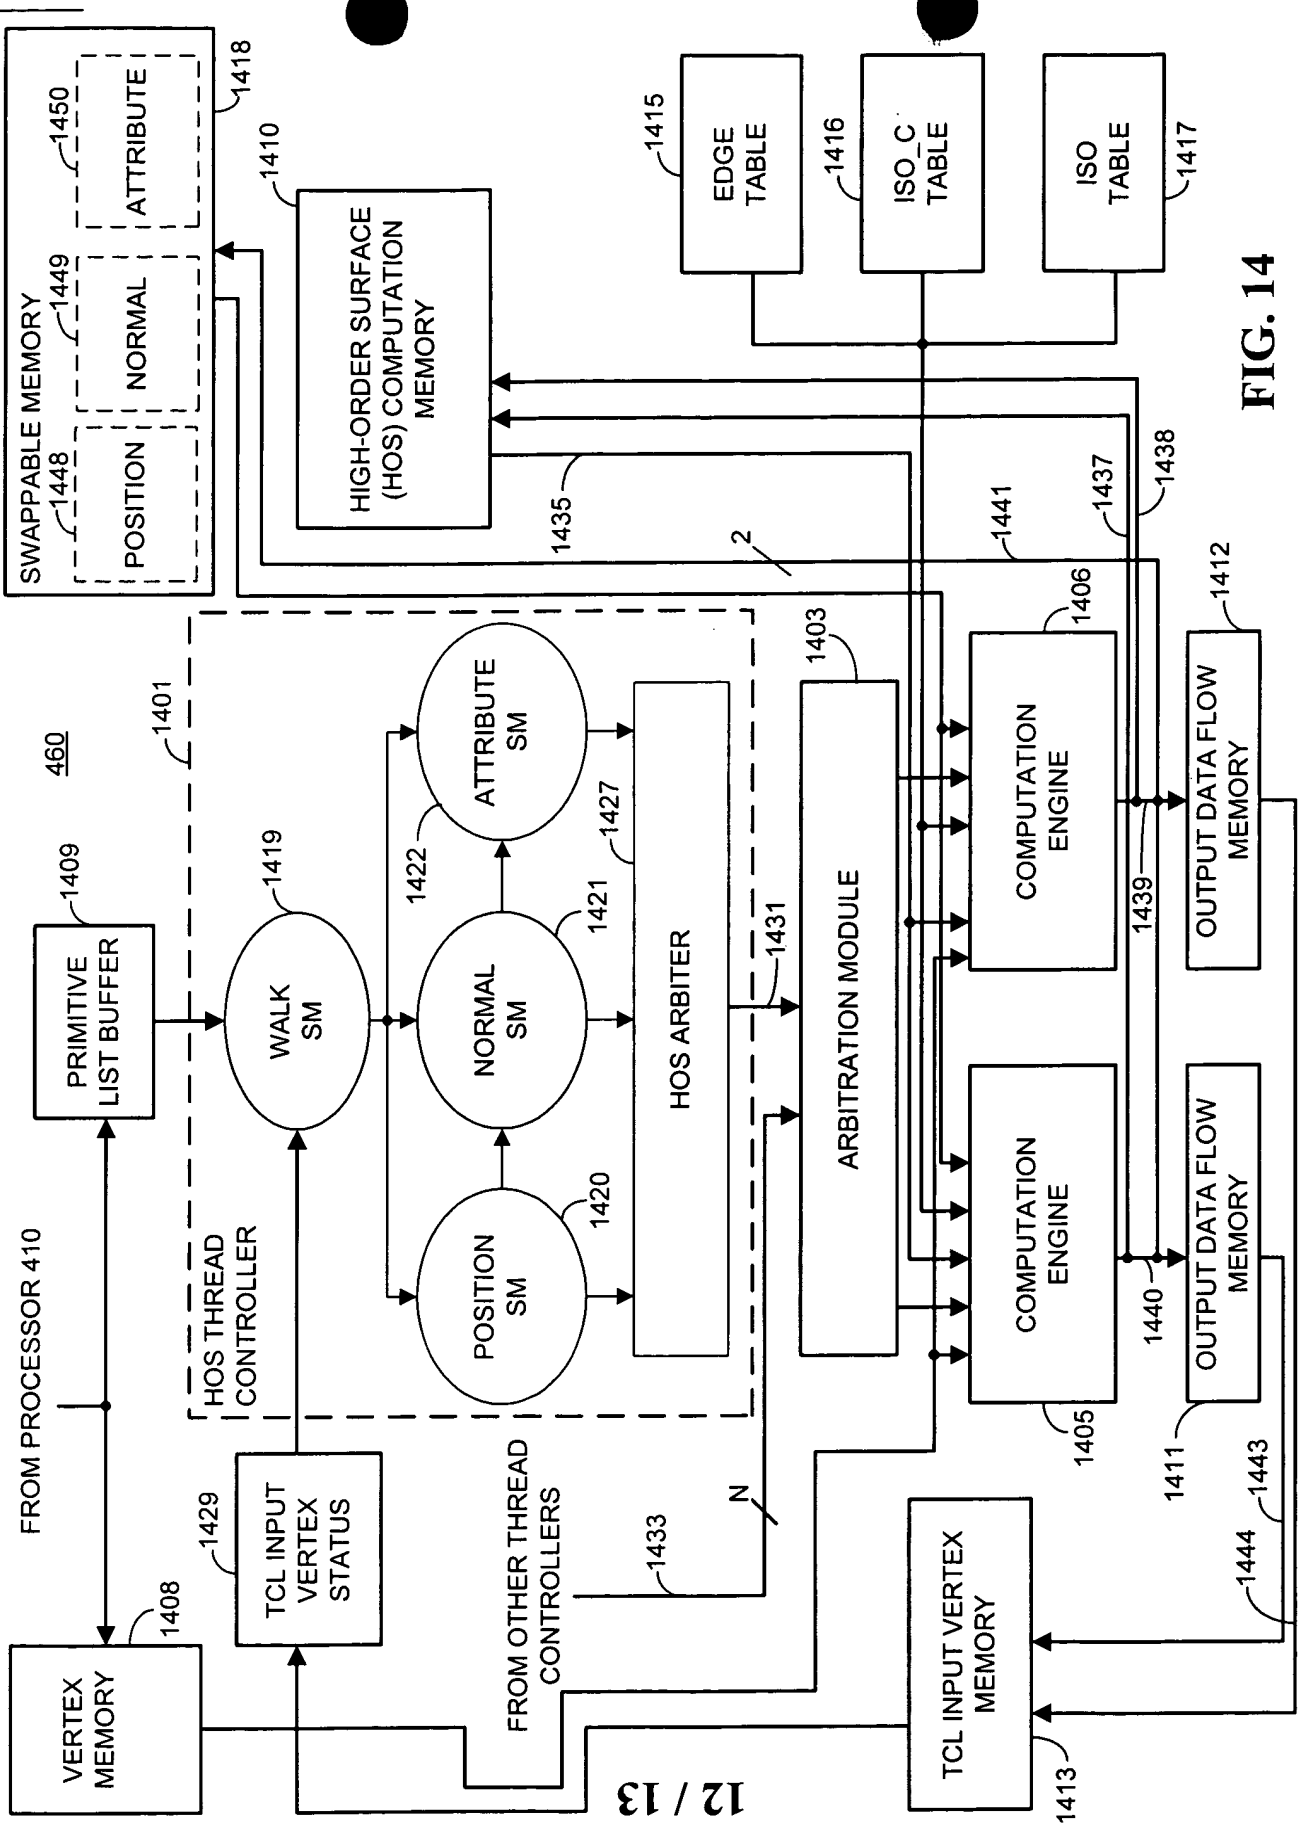 460
FROM PROCESSOR 410
VERTEX
MEMORY
1408
PRIMITIVE
LIST BUFFER
1409
SWAPPABLE MEMORY
1448
POSITION
1449
NORMAL
1450
ATTRIBUTE
1418
TCL INPUT
VERTEX
STATUS
1429
HOS THREAD
CONTROLLER
1401
WALK
SM
1419
POSITION
SM
1420
NORMAL
SM
1421
ATTRIBUTE
SM
1422
HOS ARBITER
1427
HIGH-ORDER SURFACE
(HOS) COMPUTATION
MEMORY
1410
1435
FROM OTHER THREAD
CONTROLLERS
1433
N
1431
2
ARBITRATION MODULE
1403
EDGE
TABLE
1415
ISO_C
TABLE
1416
ISO
TABLE
1417
1441
1437
1438
TCL INPUT VERTEX
MEMORY
1413
COMPUTATION
ENGINE
1405
COMPUTATION
ENGINE
1406
1440
1439
OUTPUT DATA FLOW
MEMORY
1411
OUTPUT DATA FLOW
MEMORY
1412
1443
1444
FIG. 14
12 / 13